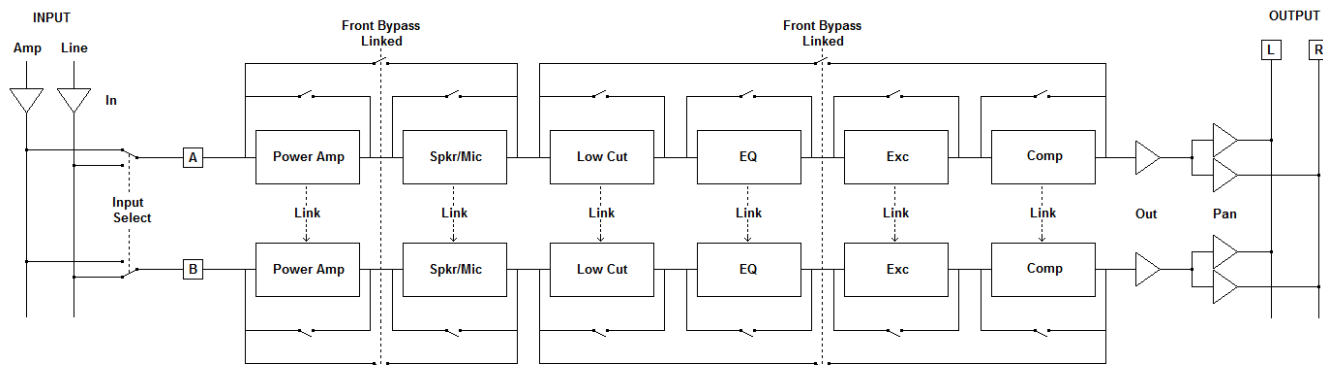 INPUT
OUTPUT
Front Bypass
Linked
Front Bypass
Linked
Amp
Line
L
R
In
A
Power Amp
Spkr/Mic
Low Cut
EQ
Exc
Comp
Input
Select
Link
Link
Link
Link
Link
Link
Out
Pan
B
Power Amp
Spkr/Mic
Low Cut
EQ
Exc
Comp